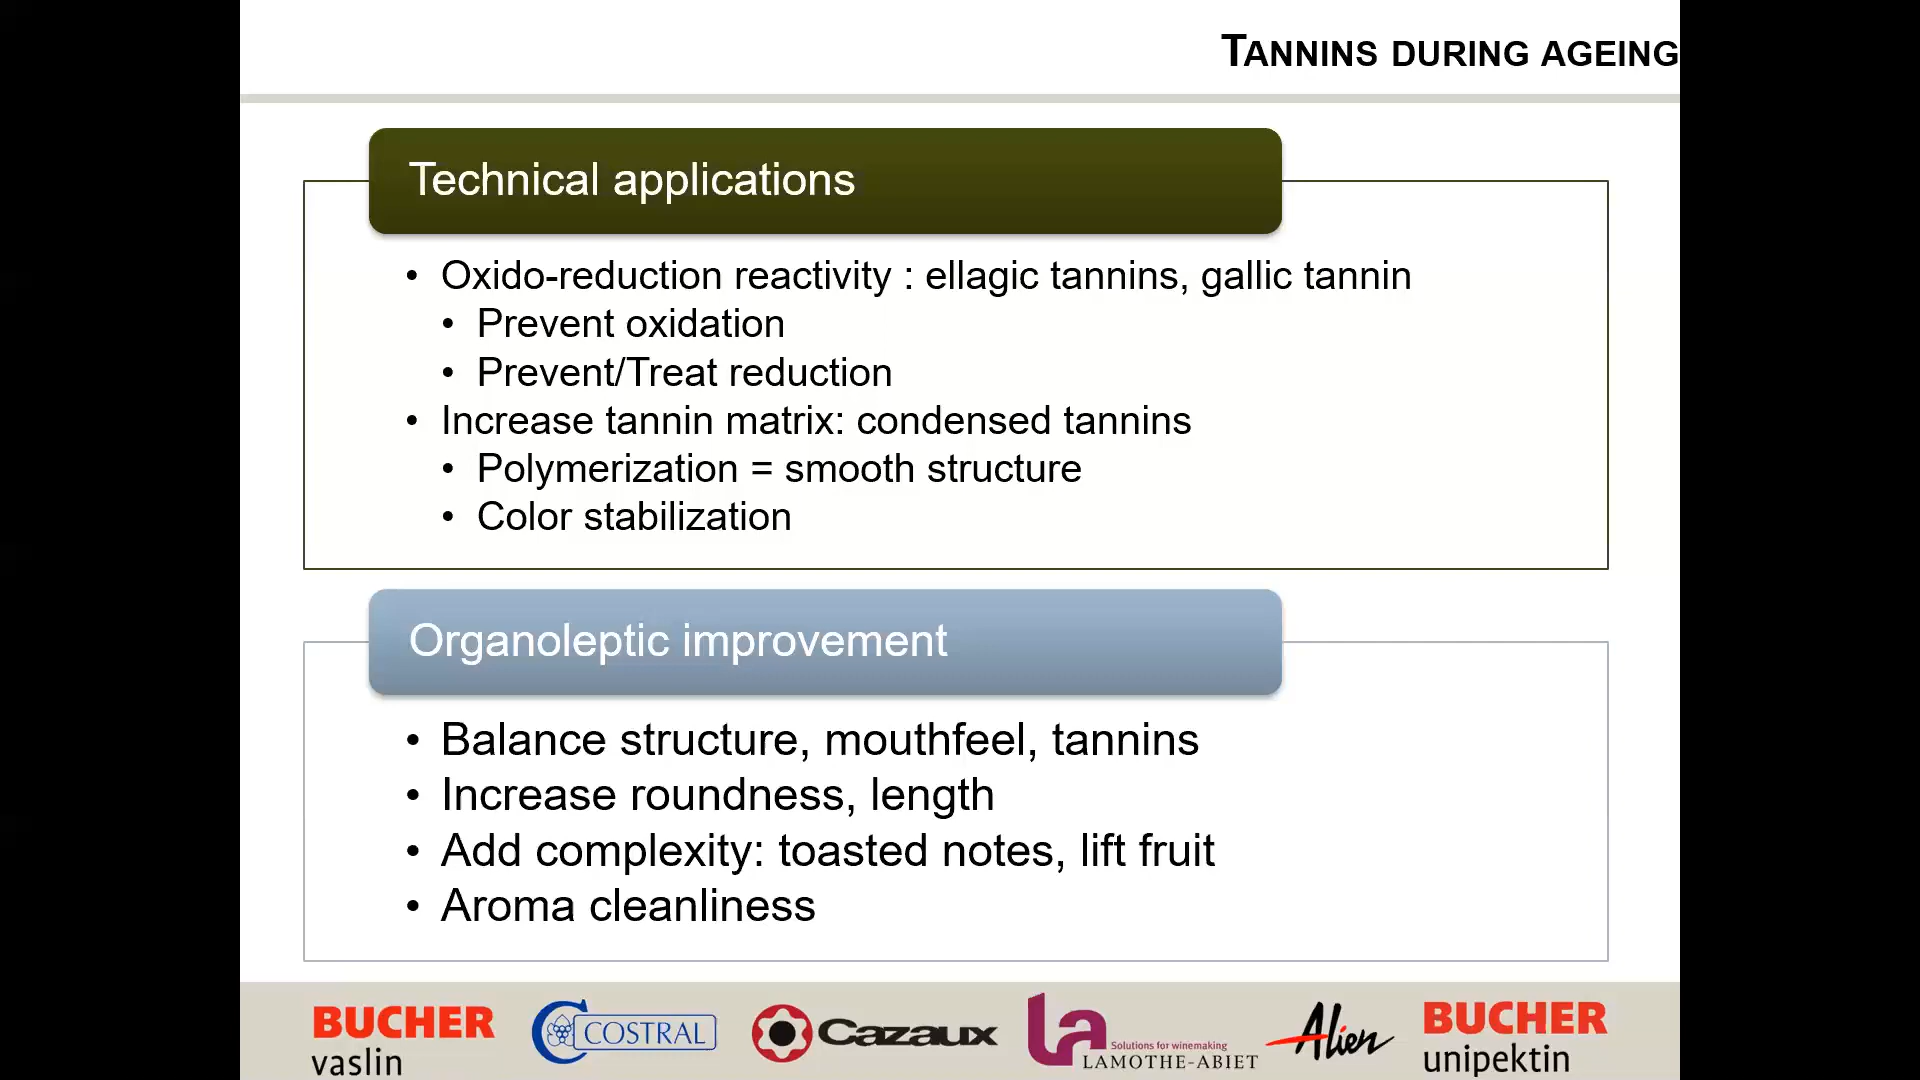 TANNINS DURING AGEING
Technical applications
• Oxido-reduction reactivity : ellagic tannins, gallic tannin
• Prevent oxidation
• Prevent/Treat reduction
• Increase tannin matrix: condensed tannins
• Polymerization = smooth structure
• Color stabilization
Organoleptic improvement
• Balance structure, mouthfeel, tannins
• Increase roundness, length
• Add complexity: toasted notes, lift fruit
• Aroma cleanliness
BUCHER
vaslin
COSTRAL
Cazaux
la
Solutions for winemaking
LAMOTHE-ABIET
Alien
BUCHER
unipektin